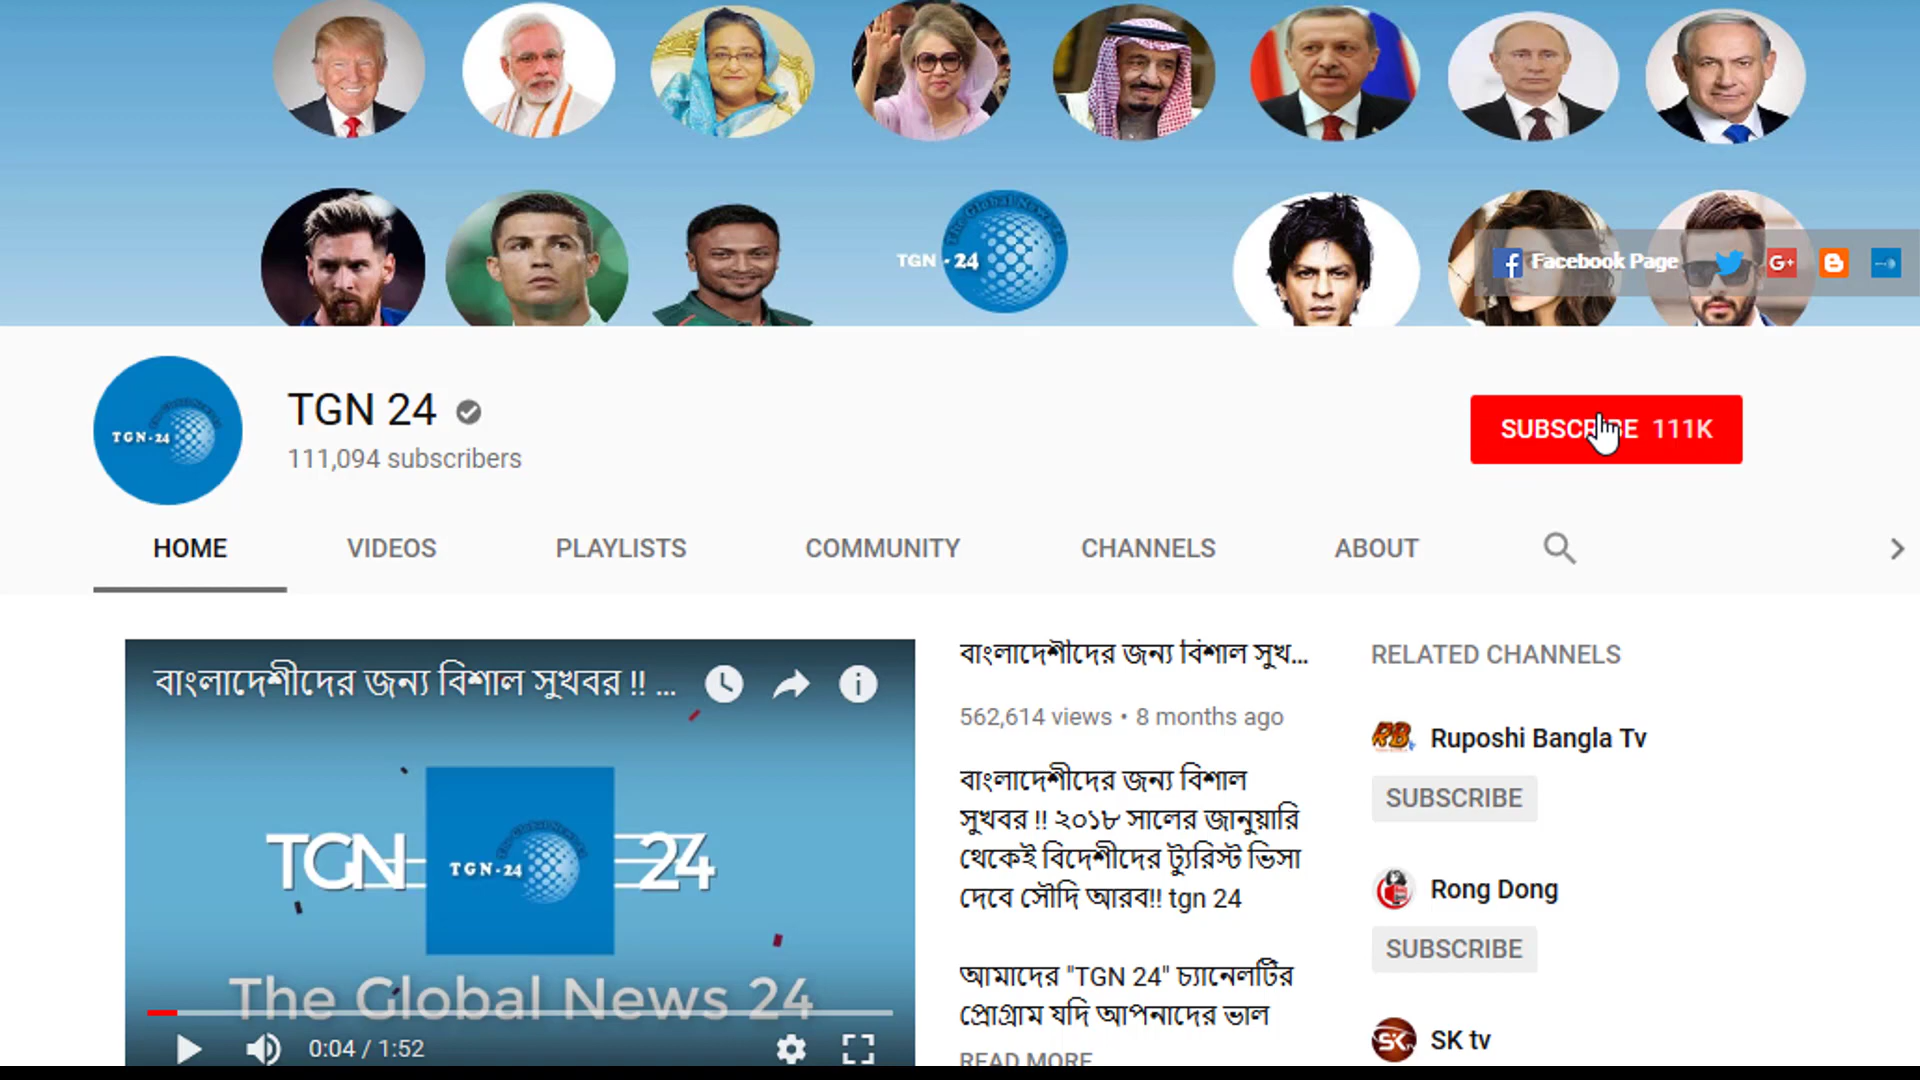 The Global News
TGN - 24
Facebook Page
G+
TGN-24
TGN 24
111,094 subscribers
SUBSCRIBE 111K
HOME
VIDEOS
PLAYLISTS
COMMUNITY
CHANNELS
ABOUT
বাংলাদেশীদের জন্য বিশাল সুখবর !! ...
TGN 24
TGN-24
The Global News 24
0:04 / 1:52
বাংলাদেশীদের জন্য বিশাল সুখ...
562,614 views • 8 months ago
বাংলাদেশীদের জন্য বিশাল
সুখবর !! ২০১৮ সালের জানুয়ারি
থেকেই বিদেশীদের ট্যুরিস্ট ভিসা
দেবে সৌদি আরব!! tgn 24
আমাদের "TGN 24" চ্যানেলটির
প্রোগ্রাম যদি আপনাদের ভাল
READ MORE
RELATED CHANNELS
RB Ruposhi Bangla Tv
SUBSCRIBE
Rong Dong
SUBSCRIBE
SK SK tv